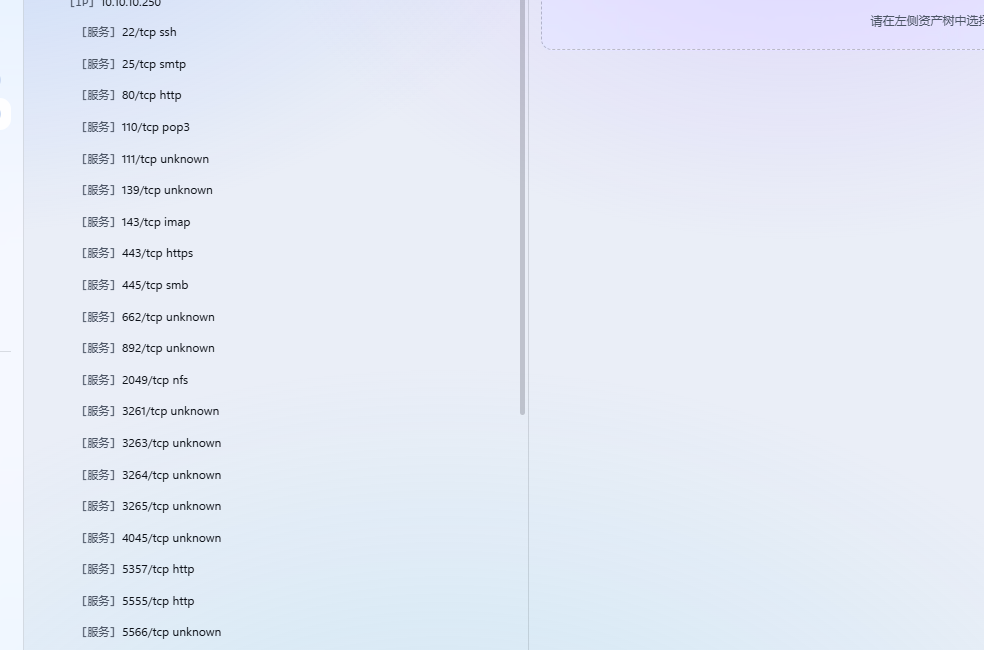 [IP] 10.10.10.250
请在左侧资产树中选择
[服务] 22/tcp ssh
[服务] 25/tcp smtp
[服务] 80/tcp http
[服务] 110/tcp pop3
[服务] 111/tcp unknown
[服务] 139/tcp unknown
[服务] 143/tcp imap
[服务] 443/tcp https
[服务] 445/tcp smb
[服务] 662/tcp unknown
[服务] 892/tcp unknown
[服务] 2049/tcp nfs
[服务] 3261/tcp unknown
[服务] 3263/tcp unknown
[服务] 3264/tcp unknown
[服务] 3265/tcp unknown
[服务] 4045/tcp unknown
[服务] 5357/tcp http
[服务] 5555/tcp http
[服务] 5566/tcp unknown